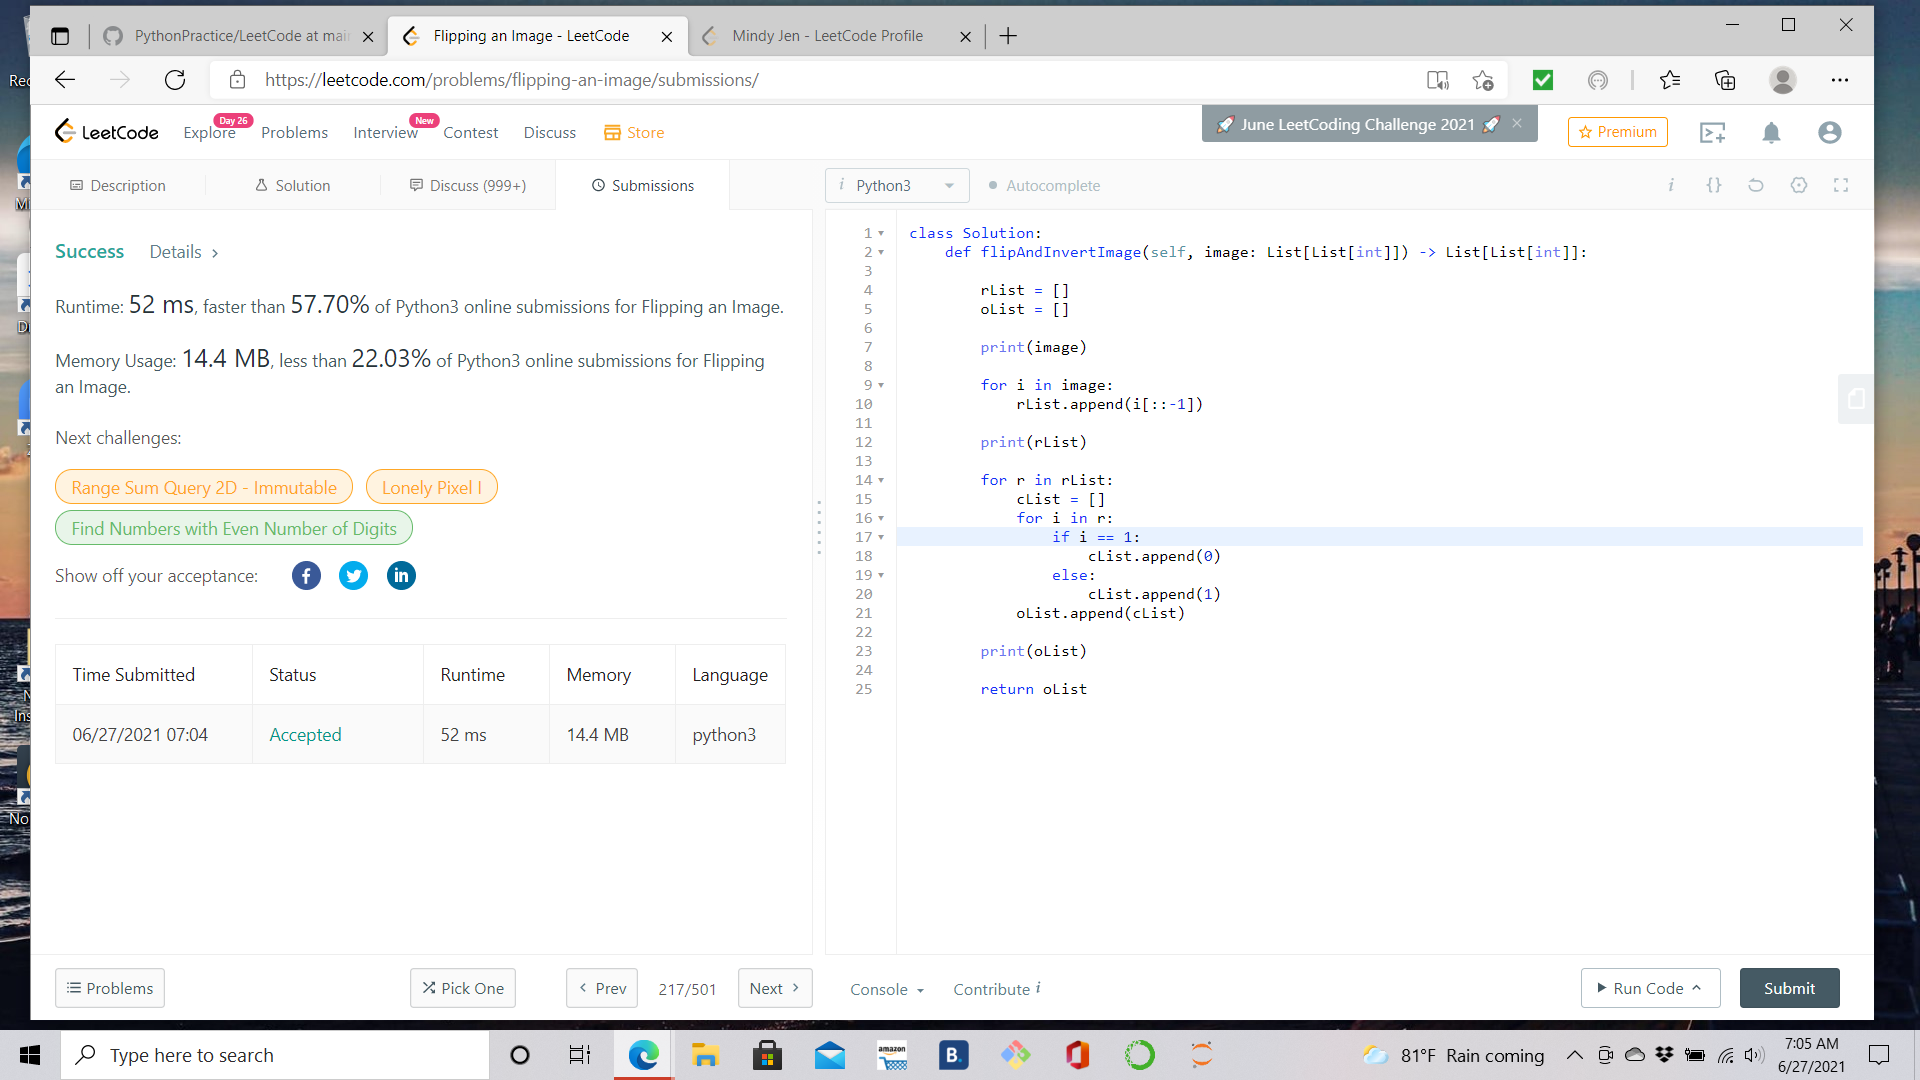 PythonPractice/LeetCode at mai
Flipping an Image - LeetCode
Mindy Jen - LeetCode Profile
https://leetcode.com/problems/flipping-an-image/submissions/
LeetCode
Explore
Day 26
Problems
Interview
New
Contest
Discuss
Store
June LeetCoding Challenge 2021
Premium
Description
Solution
Discuss (999+)
Submissions
i Python3
Autocomplete
i {}
Success
Details >
Runtime: 52 ms, faster than 57.70% of Python3 online submissions for Flipping an Image.
Memory Usage: 14.4 MB, less than 22.03% of Python3 online submissions for Flipping
an Image.
Next challenges:
Range Sum Query 2D - Immutable
Lonely Pixel I
Find Numbers with Even Number of Digits
Show off your acceptance:
Time Submitted Status Runtime Memory Language
06/27/2021 07:04 Accepted 52 ms 14.4 MB python3
1 class Solution:
2 def flipAndInvertImage(self, image: List[List[int]]) -> List[List[int]]:
3
4 rList = []
5 oList = []
6
7 print(image)
8
9 for i in image:
10 rList.append(i[::-1])
11
12 print(rList)
13
14 for r in rList:
15 cList = []
16 for i in r:
17 if i == 1:
18 cList.append(0)
19 else:
20 cList.append(1)
21 oList.append(cList)
22
23 print(oList)
24
25 return oList
Problems
Pick One
< Prev
217/501
Next >
Console
Contribute i
Run Code
Submit
Type here to search
amazon
B.
81°F Rain coming
7:05 AM
6/27/2021